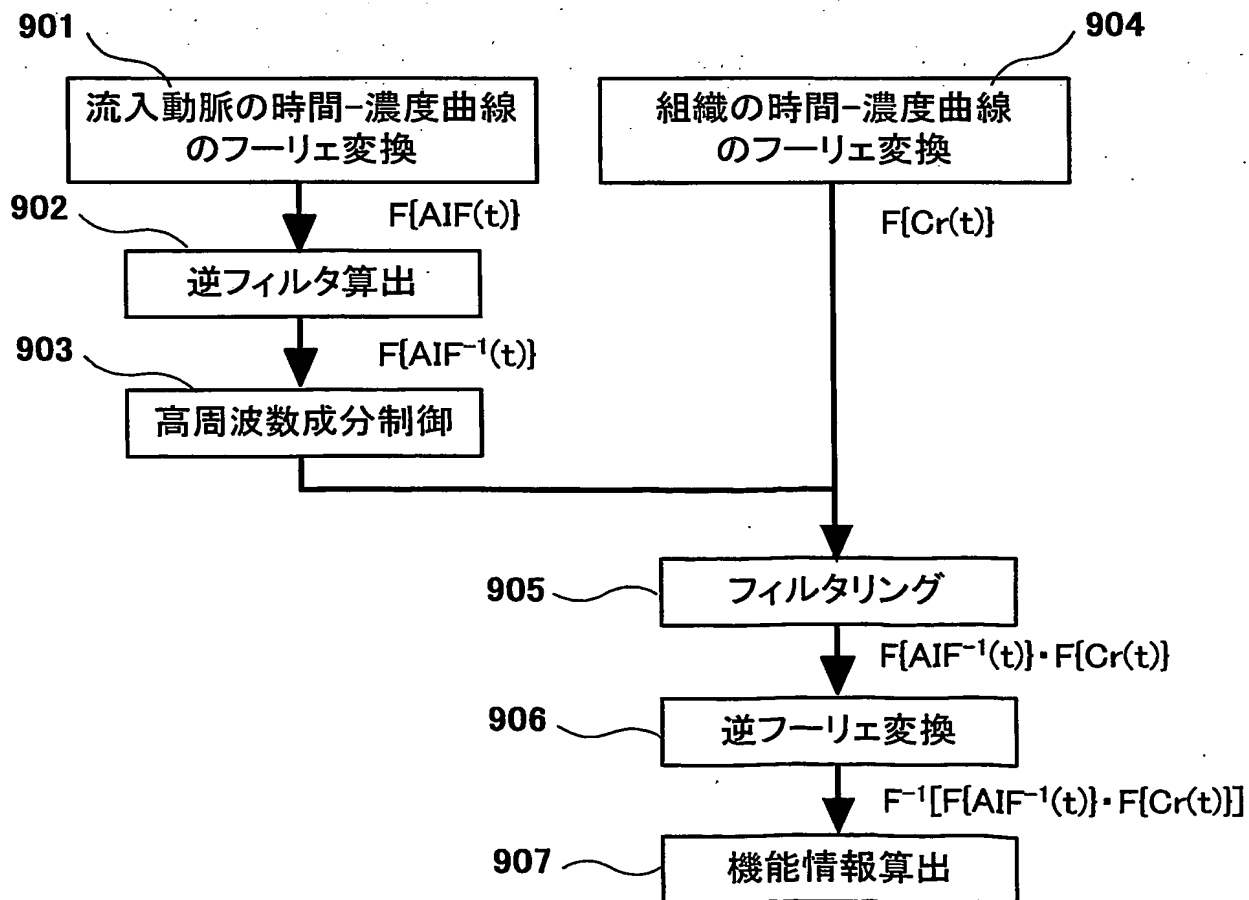 901
流入動脈の時間-濃度曲線
のフーリェ変換
904
組織の時間-濃度曲線
のフーリェ変換
902
F{AIF(t)}
F{Cr(t)}
逆フィルタ算出
903
F{AIF⁻¹(t)}
高周波数成分制御
905
フィルタリング
F{AIF⁻¹(t)}・F{Cr(t)}
906
逆フーリェ変換
F⁻¹[F{AIF⁻¹(t)}・F{Cr(t)}]
907
機能情報算出